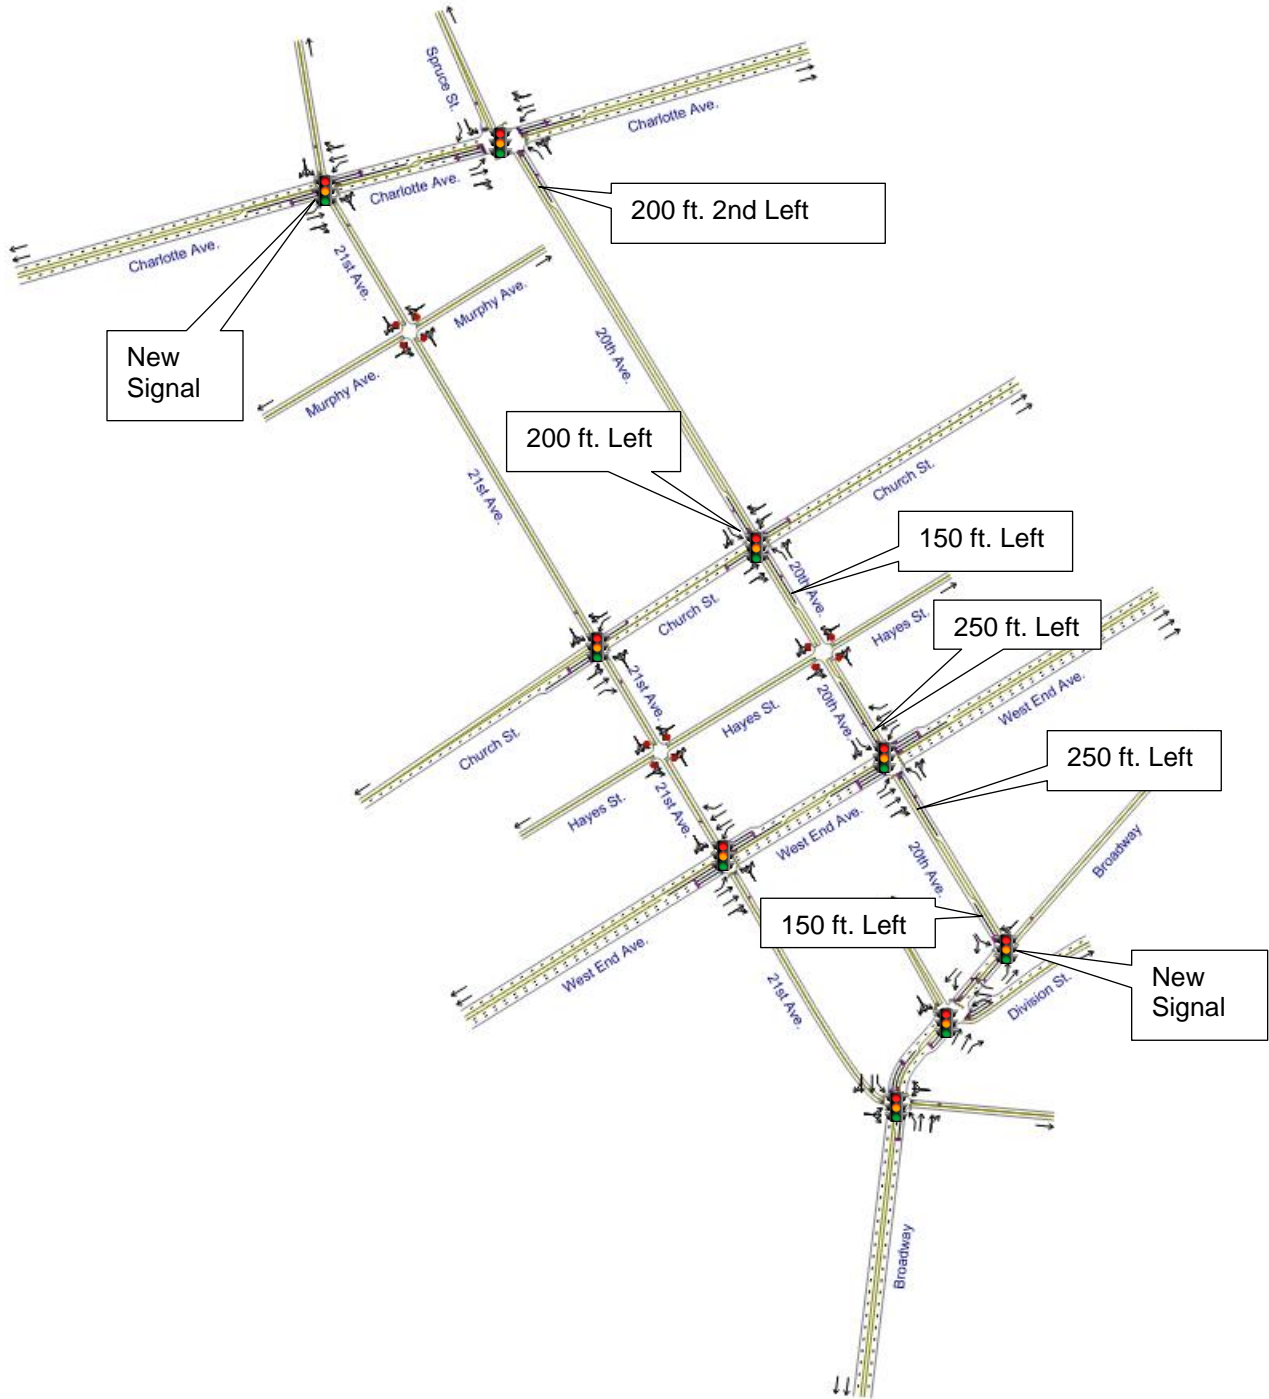 Spruce St.
Charlotte Ave.
Charlotte Ave.
Charlotte Ave.
200 ft. 2nd Left
21st Ave.
Murphy Ave.
Murphy Ave.
New
Signal
20th Ave.
200 ft. Left
21st Ave.
Church St.
150 ft. Left
20th Ave.
Church St.
Hayes St.
250 ft. Left
21st Ave.
Church St.
Hayes St.
20th Ave.
West End Ave.
250 ft. Left
Hayes St.
21st Ave.
West End Ave.
20th Ave.
Broadway
150 ft. Left
West End Ave.
21st Ave.
Division St.
New
Signal
Broadway